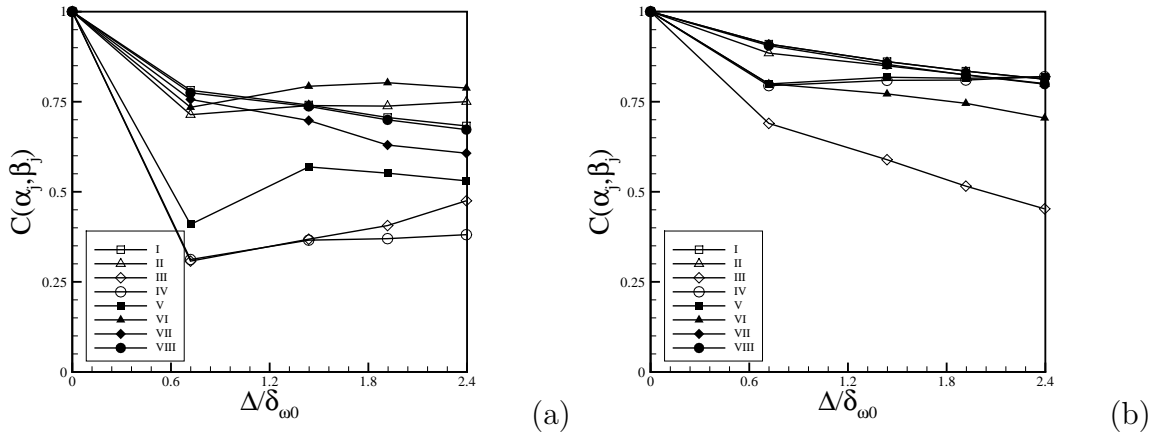 C(αj,βj)
1
0.75
0.5
0.25
0
I
II
III
IV
V
VI
VII
VIII
0 0.6 1.2 1.8 2.4
Δ/δω0
(a)
C(αj,βj)
1
0.75
0.5
0.25
0
I
II
III
IV
V
VI
VII
VIII
0 0.6 1.2 1.8 2.4
Δ/δω0
(b)